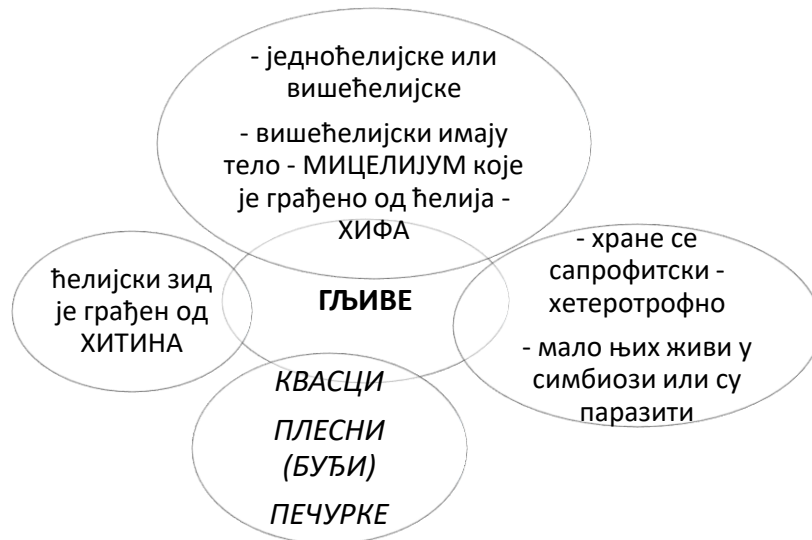 - једноћелијске или
вишећелијске
- вишећелијски имају
тело - МИЦЕЛИЈУМ које
је грађено од ћелија -
ХИФА
ћелијски зид
је грађен од
ХИТИНА
ГЉИВЕ
- хране се
сапрофитски -
хетеротрофно
- мало њих живи у
симбиози или су
паразити
КВАСЦИ
ПЛЕСНИ
(БУЂИ)
ПЕЧУРКЕ